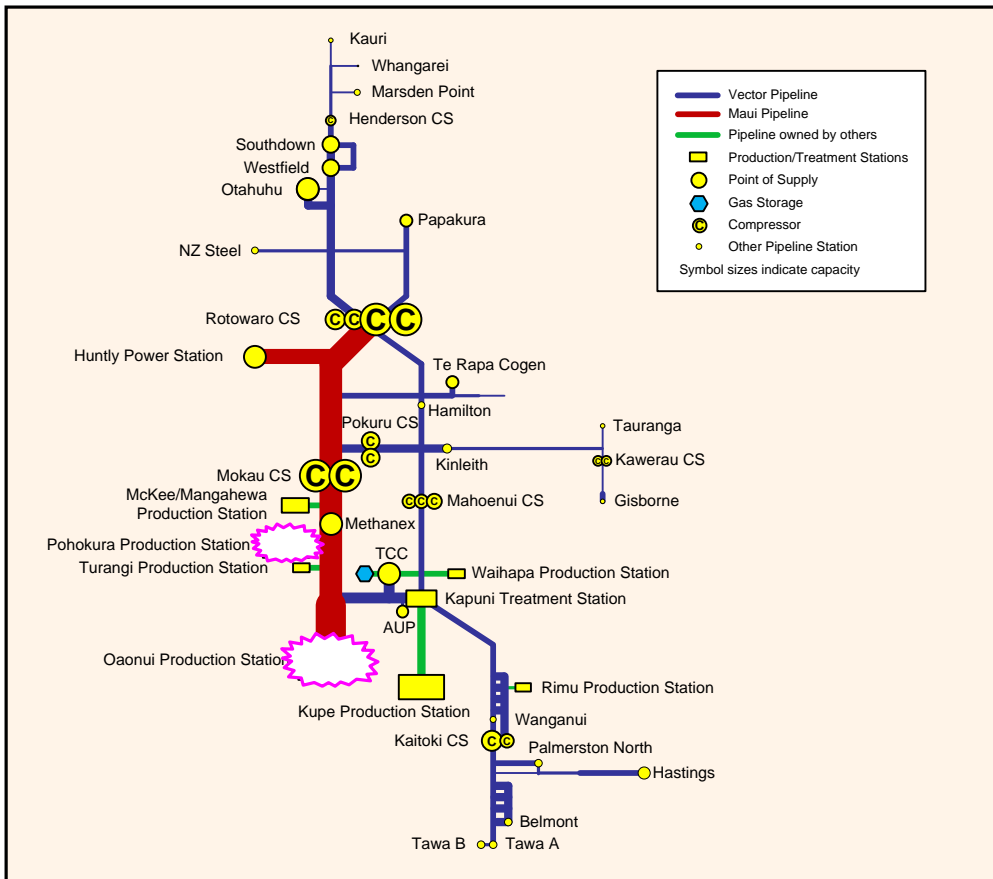 Kauri
Whangarei
Marsden Point
C
Henderson CS
Southdown
Westfield
Otahuhu
Papakura
NZ Steel
Rotowaro CS
C
C
C
C
Huntly Power Station
Te Rapa Cogen
Hamilton
Pokuru CS
C
C
Tauranga
Kinleith
C
C
Kawerau CS
Mokau CS
C
C
McKee/Mangahewa
Production Station
C
C
C
Mahoenui CS
Gisborne
Methanex
Pohokura Production Station
TCC
Turangi Production Station
Waihapa Production Station
Kapuni Treatment Station
AUP
Oaonui Production Station
Rimu Production Station
Kupe Production Station
Wanganui
Kaitoki CS
C
C
Palmerston North
Hastings
Belmont
Tawa B
Tawa A
Vector Pipeline
Maui Pipeline
Pipeline owned by others
Production/Treatment Stations
Point of Supply
Gas Storage
C
Compressor
Other Pipeline Station
Symbol sizes indicate capacity